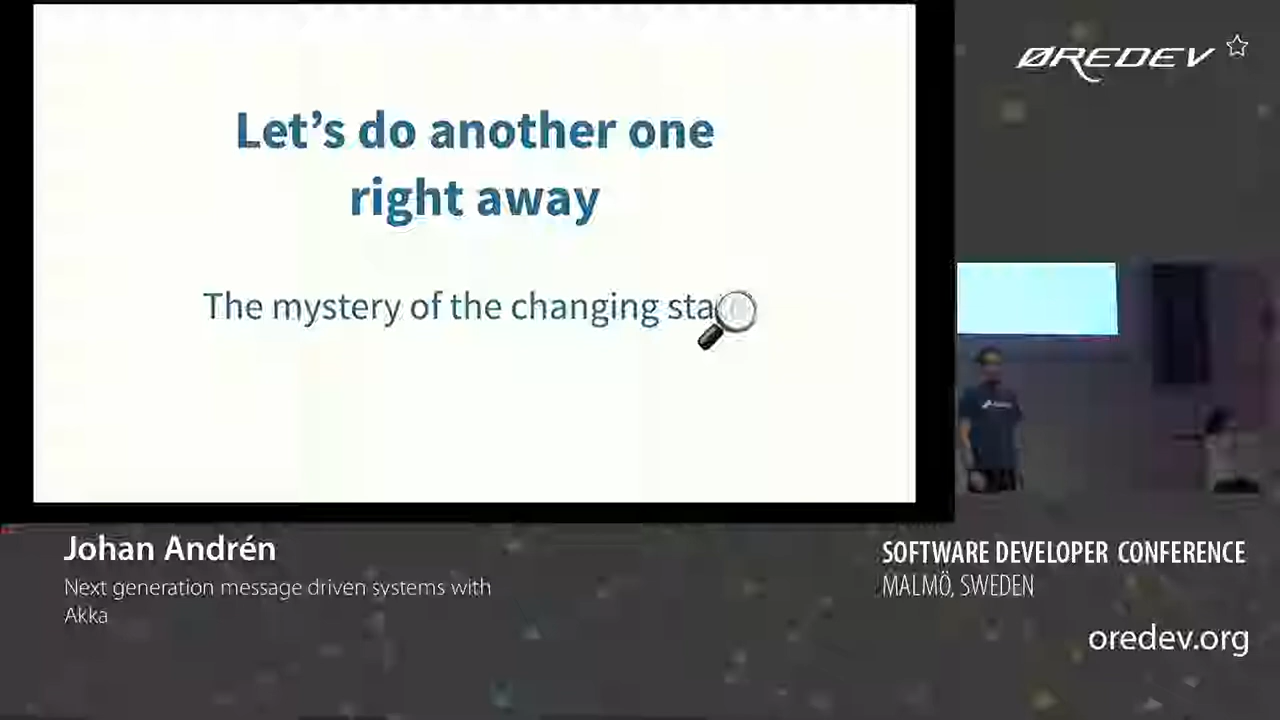 Let's do another one
right away
The mystery of the changing sta
ØREDEV
Johan Andrén
Next generation message driven systems with
Akka
SOFTWARE DEVELOPER CONFERENCE
MALMÖ, SWEDEN
oredev.org